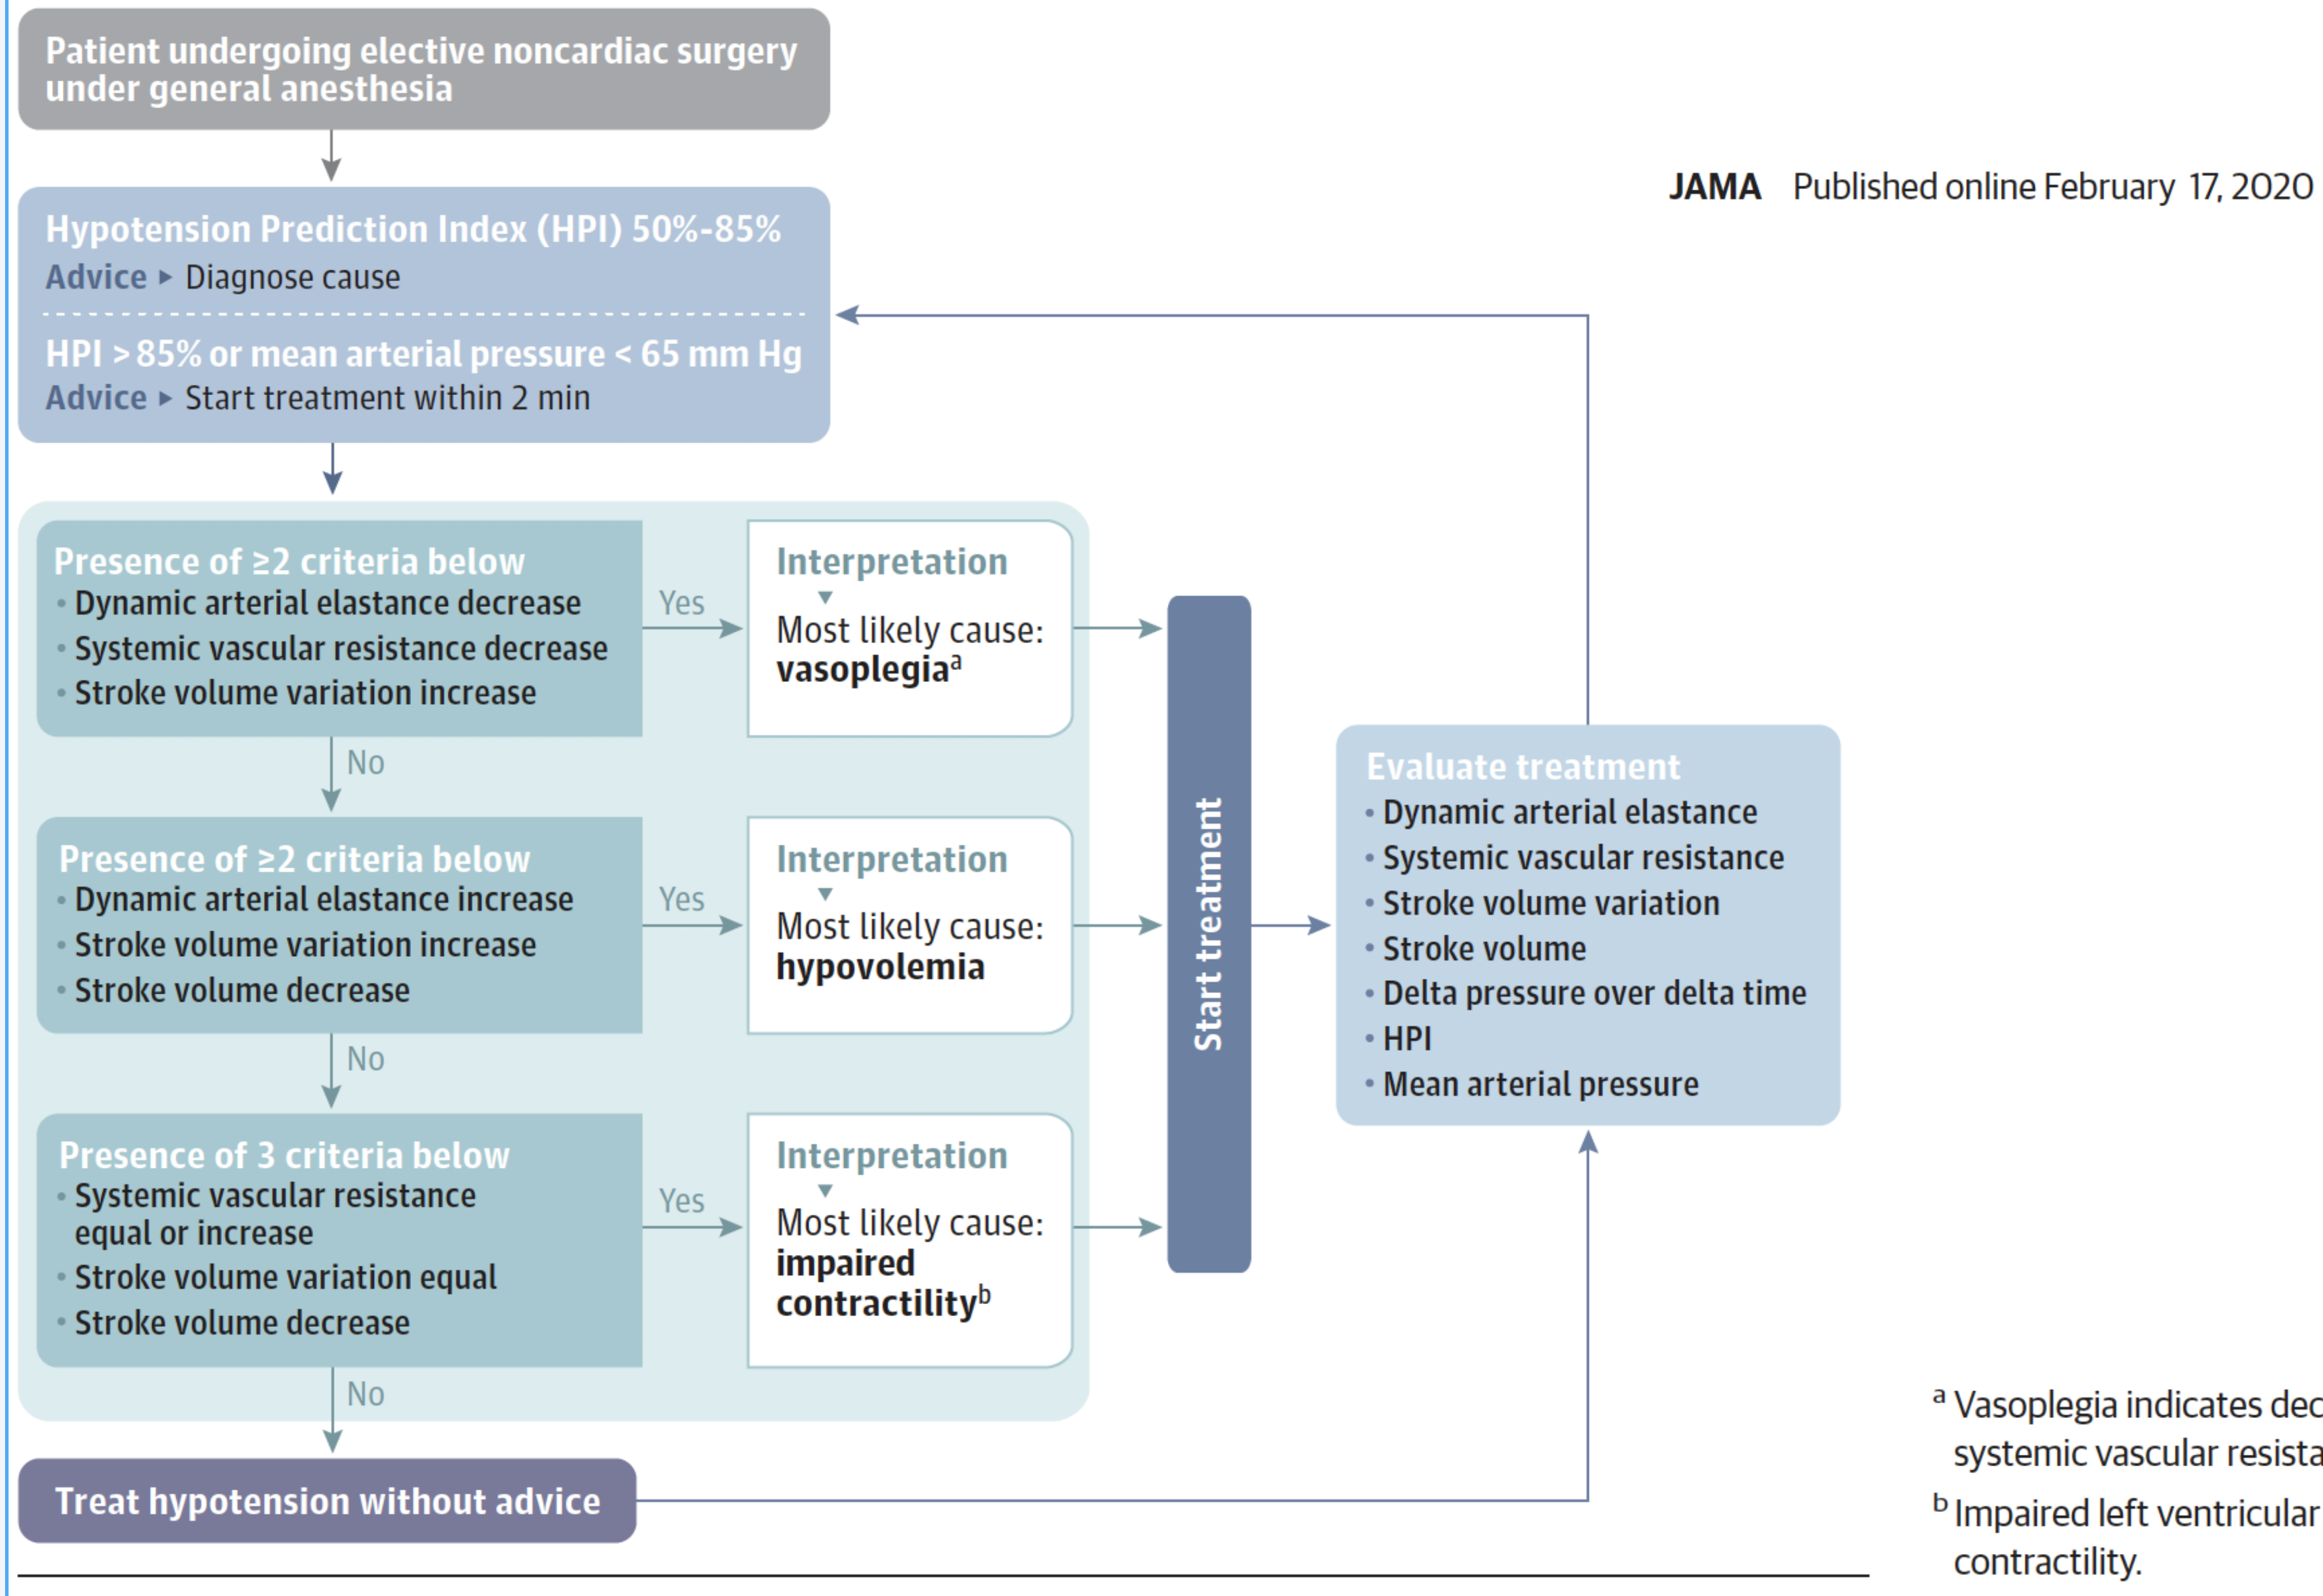 Patient undergoing elective noncardiac surgery
under general anesthesia
JAMA Published online February 17, 2020
Hypotension Prediction Index (HPI) 50%-85%
Advice ▸ Diagnose cause
HPI > 85% or mean arterial pressure < 65 mm Hg
Advice ▸ Start treatment within 2 min
Presence of ≥2 criteria below
• Dynamic arterial elastance decrease
• Systemic vascular resistance decrease
• Stroke volume variation increase
Yes
Interpretation
Most likely cause:
vasoplegiaᵃ
No
Presence of ≥2 criteria below
• Dynamic arterial elastance increase
• Stroke volume variation increase
• Stroke volume decrease
Yes
Interpretation
Most likely cause:
hypovolemia
No
Presence of 3 criteria below
• Systemic vascular resistance
equal or increase
• Stroke volume variation equal
• Stroke volume decrease
Yes
Interpretation
Most likely cause:
impaired
contractilityᵇ
No
Treat hypotension without advice
Start treatment
Evaluate treatment
• Dynamic arterial elastance
• Systemic vascular resistance
• Stroke volume variation
• Stroke volume
• Delta pressure over delta time
• HPI
• Mean arterial pressure
ᵃ Vasoplegia indicates
systemic vascular
ᵇ Impaired left ventricular
contractility.